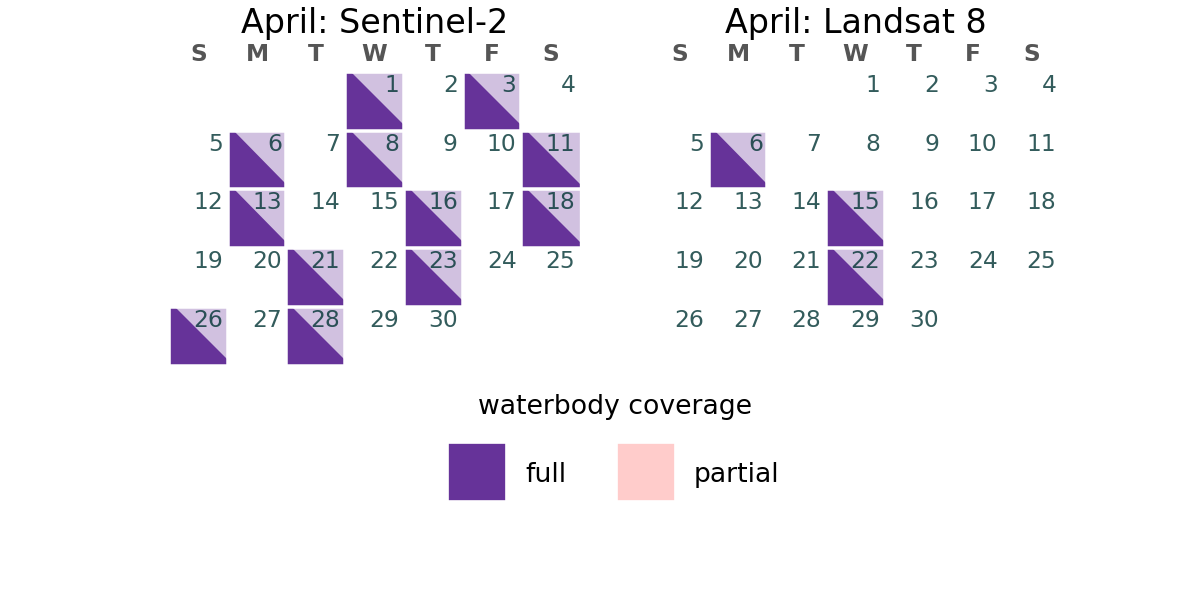 April: Sentinel-2
S M T W T F S
1 2 3 4
5 6 7 8 9 10 11
12 13 14 15 16 17 18
19 20 21 22 23 24 25
26 27 28 29 30
April: Landsat 8
S M T W T F S
1 2 3 4
5 6 7 8 9 10 11
12 13 14 15 16 17 18
19 20 21 22 23 24 25
26 27 28 29 30
waterbody coverage
full
partial